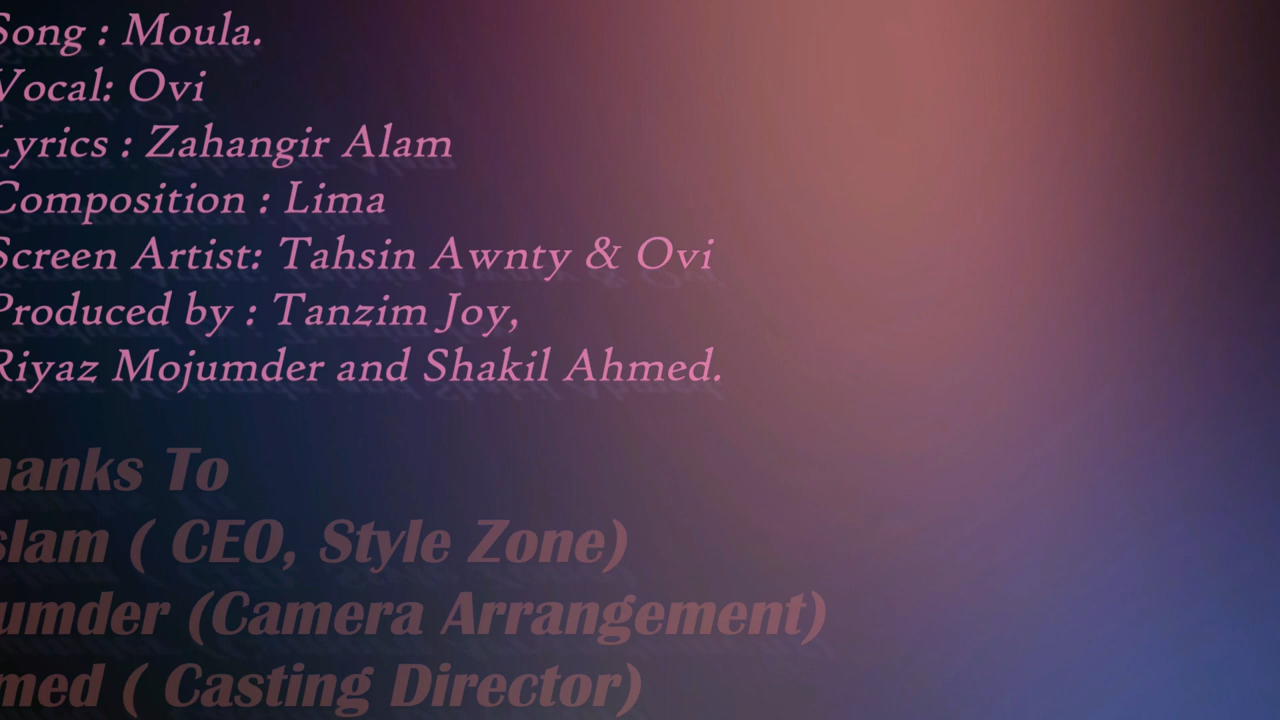 Song : Moula.
Vocal: Ovi
Lyrics : Zahangir Alam
Composition : Lima
Screen Artist: Tahsin Awnty & Ovi
Produced by : Tanzim Joy,
Riyaz Mojumder and Shakil Ahmed.
hanks To
slam ( CEO, Style Zone)
umder (Camera Arrangement)
med ( Casting Director)